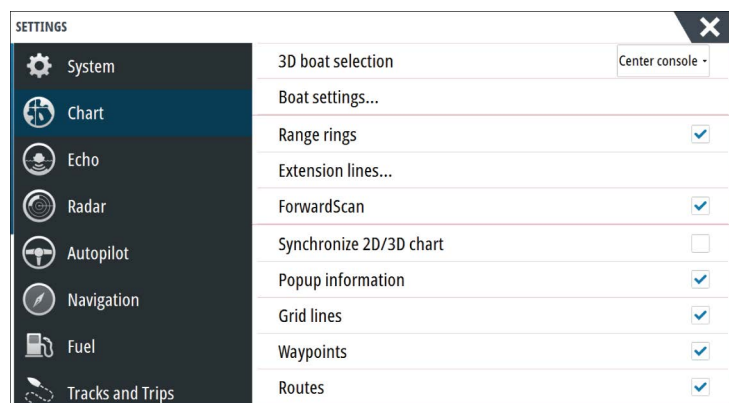 SETTINGS
System
Chart
Echo
Radar
Autopilot
Navigation
Fuel
Tracks and Trips
3D boat selection
Center console
Boat settings...
Range rings
Extension lines...
ForwardScan
Synchronize 2D/3D chart
Popup information
Grid lines
Waypoints
Routes